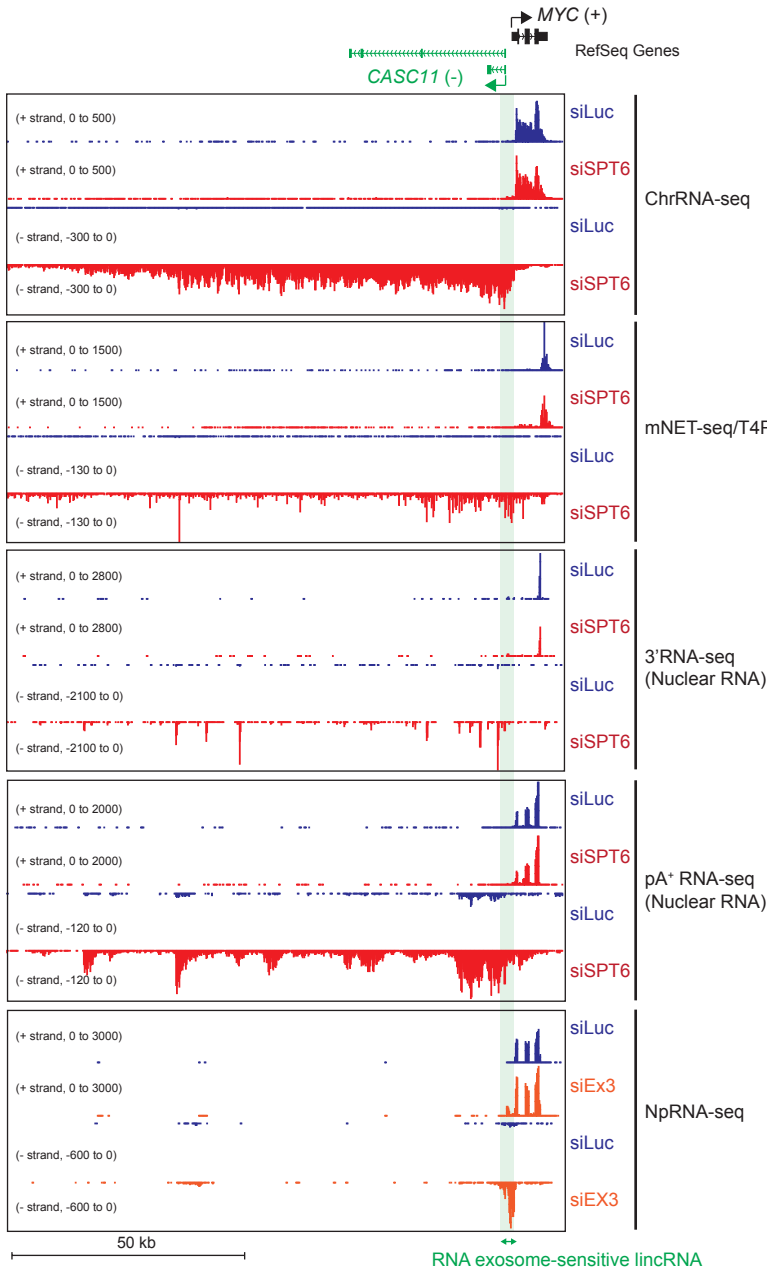 MYC (+)
RefSeq Genes
CASC11 (-)
(+ strand, 0 to 500)
siLuc
(+ strand, 0 to 500)
siSPT6
ChrRNA-seq
(- strand, -300 to 0)
siLuc
(- strand, -300 to 0)
siSPT6
(+ strand, 0 to 1500)
siLuc
(+ strand, 0 to 1500)
siSPT6
mNET-seq/T4P
(- strand, -130 to 0)
siLuc
(- strand, -130 to 0)
siSPT6
(+ strand, 0 to 2800)
siLuc
(+ strand, 0 to 2800)
siSPT6
3'RNA-seq
(Nuclear RNA)
(- strand, -2100 to 0)
siLuc
(- strand, -2100 to 0)
siSPT6
(+ strand, 0 to 2000)
siLuc
(+ strand, 0 to 2000)
siSPT6
pA⁺ RNA-seq
(Nuclear RNA)
(- strand, -120 to 0)
siLuc
(- strand, -120 to 0)
siSPT6
(+ strand, 0 to 3000)
siLuc
(+ strand, 0 to 3000)
siEx3
NpRNA-seq
(- strand, -600 to 0)
siLuc
(- strand, -600 to 0)
siEX3
50 kb
RNA exosome-sensitive lincRNA